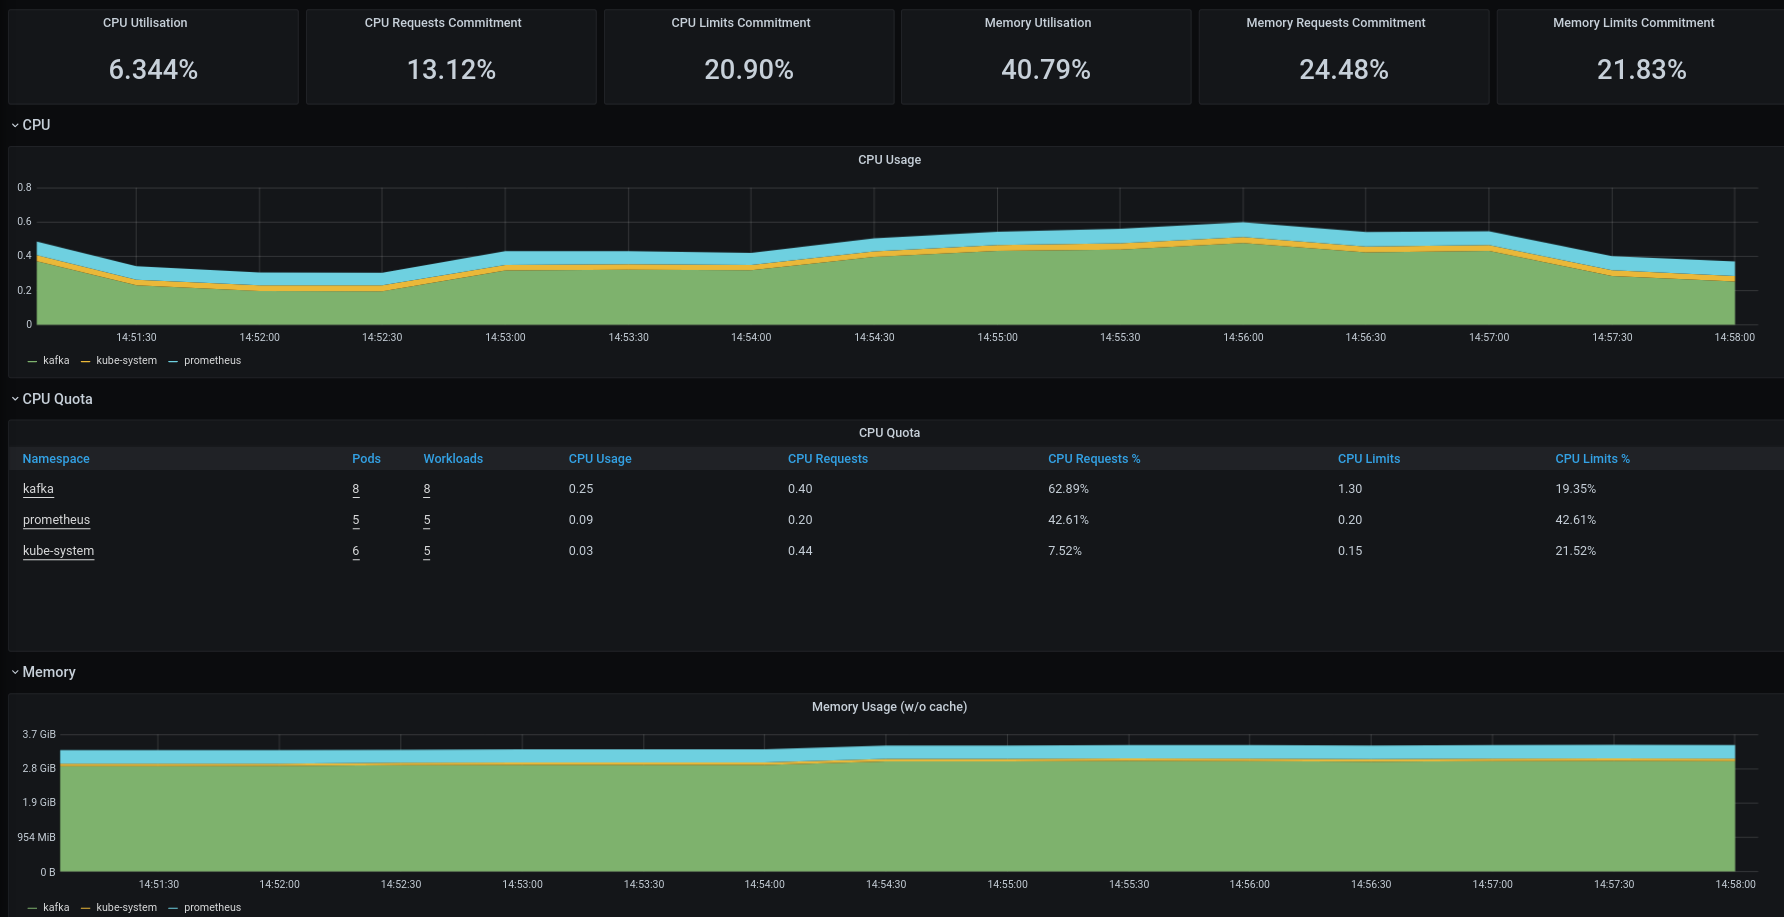 CPU Utilisation CPU Requests Commitment CPU Limits Commitment Memory Utilisation Memory Requests Commitment Memory Limits Commitment
6.344% 13.12% 20.90% 40.79% 24.48% 21.83%
CPU
CPU Usage
0.8
0.6
0.4
0.2
0
14:51:30 14:52:00 14:52:30 14:53:00 14:53:30 14:54:00 14:54:30 14:55:00 14:55:30 14:56:00 14:56:30 14:57:00 14:57:30 14:58:00
kafka kube-system prometheus
CPU Quota
CPU Quota
Namespace Pods Workloads CPU Usage CPU Requests CPU Requests % CPU Limits CPU Limits %
kafka 8 8 0.25 0.40 62.89% 1.30 19.35%
prometheus 5 5 0.09 0.20 42.61% 0.20 42.61%
kube-system 6 5 0.03 0.44 7.52% 0.15 21.52%
Memory
Memory Usage (w/o cache)
3.7 GiB
2.8 GiB
1.9 GiB
954 MiB
0 B
14:51:30 14:52:00 14:52:30 14:53:00 14:53:30 14:54:00 14:54:30 14:55:00 14:55:30 14:56:00 14:56:30 14:57:00 14:57:30 14:58:00
kafka kube-system prometheus